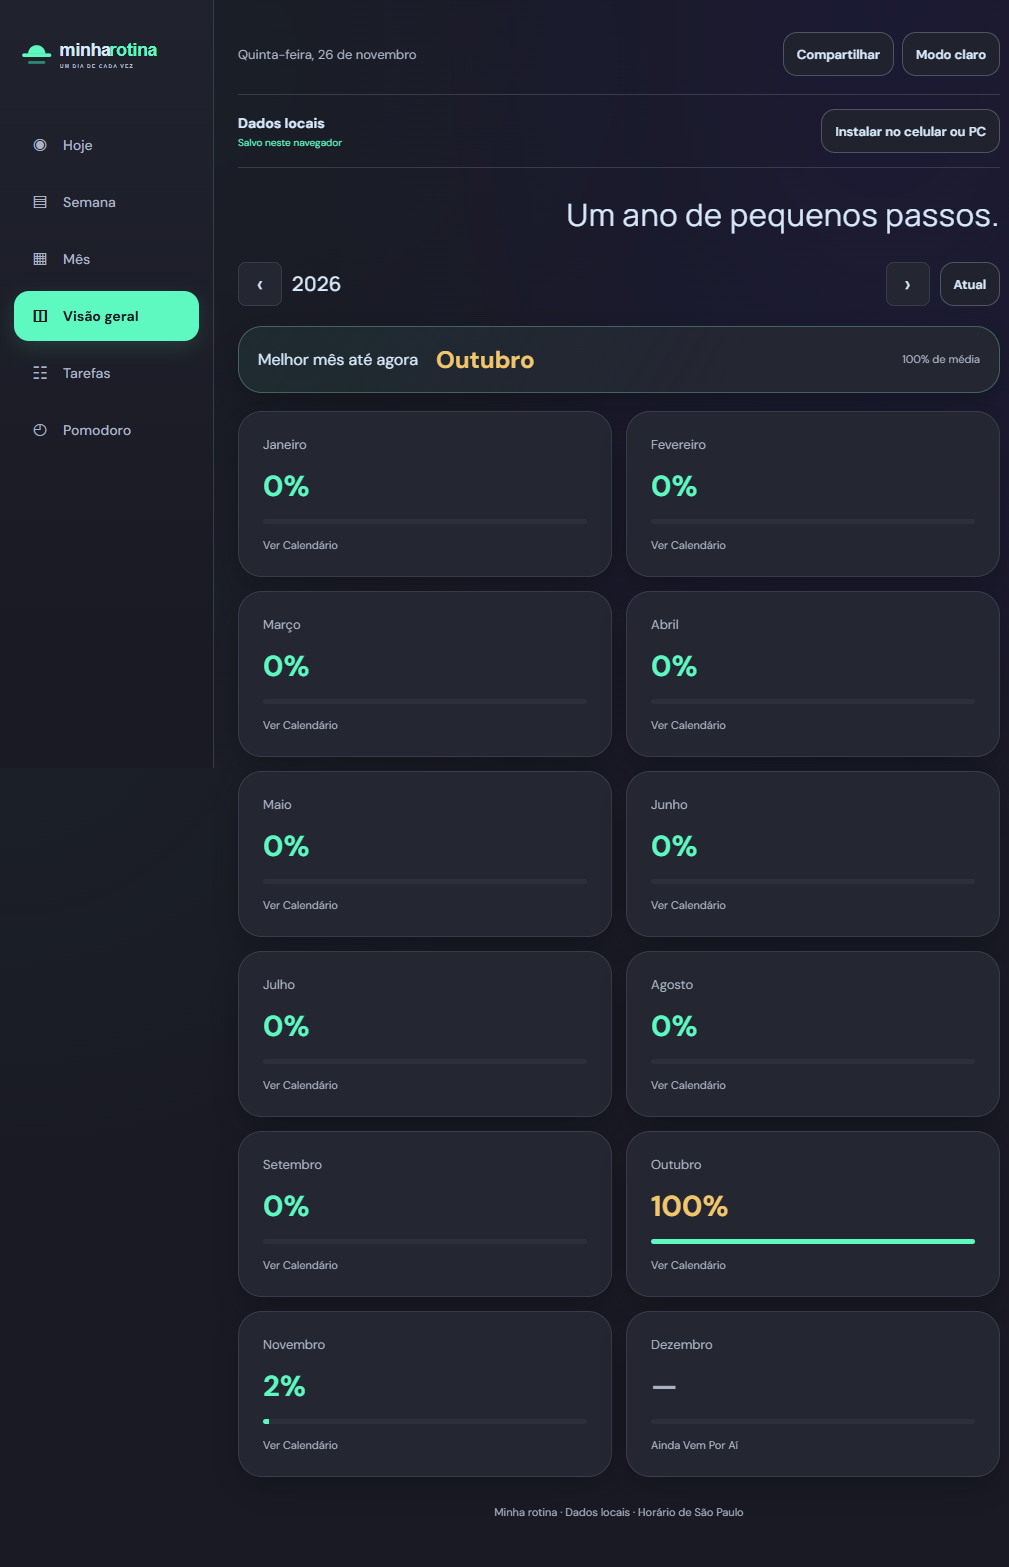 minharotina
UM DIA DE CADA VEZ
Hoje
Semana
Mês
Visão geral
Tarefas
Pomodoro
Quinta-feira, 26 de novembro
Compartilhar
Modo claro
Dados locais
Salvo neste navegador
Instalar no celular ou PC
Um ano de pequenos passos.
‹ 2026 ›
Atual
Melhor mês até agora Outubro 100% de média
Janeiro
0%
Ver Calendário
Fevereiro
0%
Ver Calendário
Março
0%
Ver Calendário
Abril
0%
Ver Calendário
Maio
0%
Ver Calendário
Junho
0%
Ver Calendário
Julho
0%
Ver Calendário
Agosto
0%
Ver Calendário
Setembro
0%
Ver Calendário
Outubro
100%
Ver Calendário
Novembro
2%
Ver Calendário
Dezembro
—
Ainda Vem Por Aí
Minha rotina · Dados locais · Horário de São Paulo